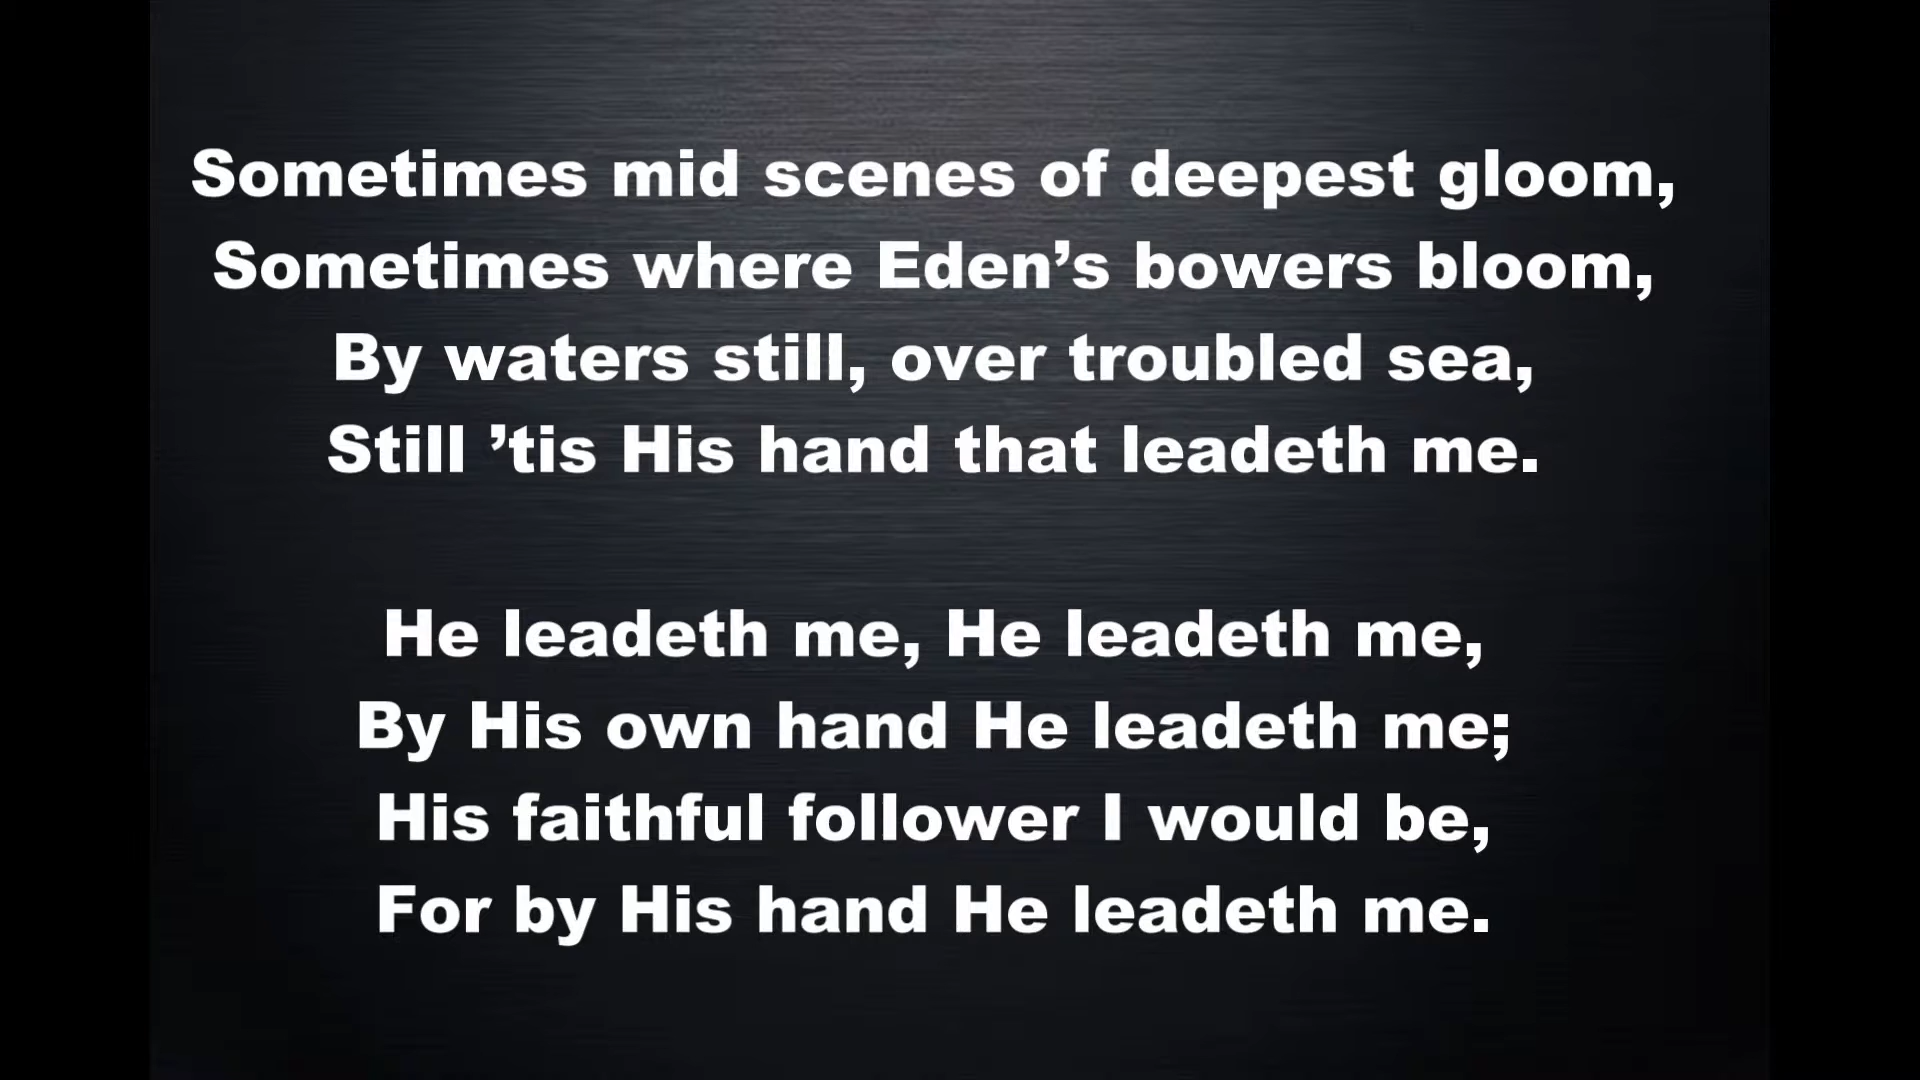 Sometimes mid scenes of deepest gloom,
Sometimes where Eden’s bowers bloom,
By waters still, over troubled sea,
Still ’tis His hand that leadeth me.
He leadeth me, He leadeth me,
By His own hand He leadeth me;
His faithful follower I would be,
For by His hand He leadeth me.